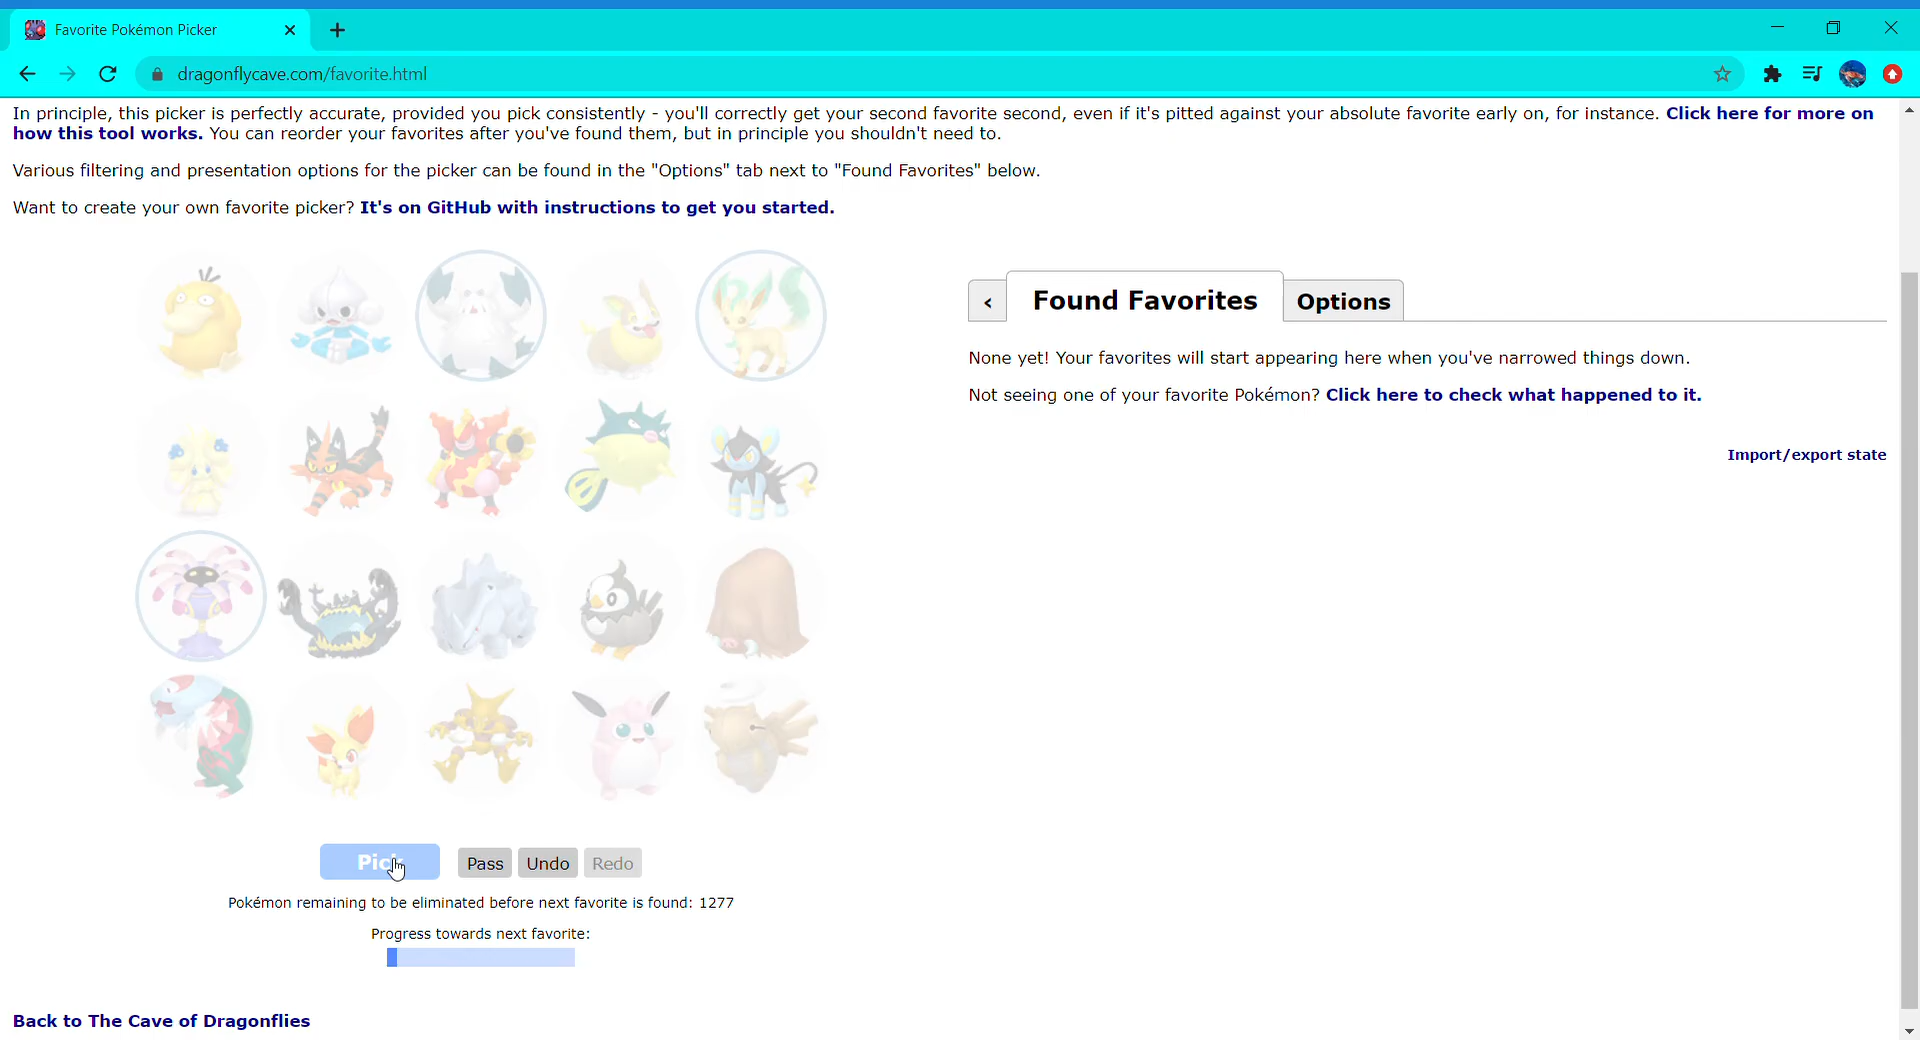 Favorite Pokémon Picker
dragonflycave.com/favorite.html
In principle, this picker is perfectly accurate, provided you pick consistently - you'll correctly get your second favorite second, even if it's pitted against your absolute favorite early on, for instance. Click here for more on
how this tool works. You can reorder your favorites after you've found them, but in principle you shouldn't need to.
Various filtering and presentation options for the picker can be found in the "Options" tab next to "Found Favorites" below.
Want to create your own favorite picker? It's on GitHub with instructions to get you started.
‹ Found Favorites Options
None yet! Your favorites will start appearing here when you've narrowed things down.
Not seeing one of your favorite Pokémon? Click here to check what happened to it.
Import/export state
Pick Pass Undo Redo
Pokémon remaining to be eliminated before next favorite is found: 1277
Progress towards next favorite:
Back to The Cave of Dragonflies